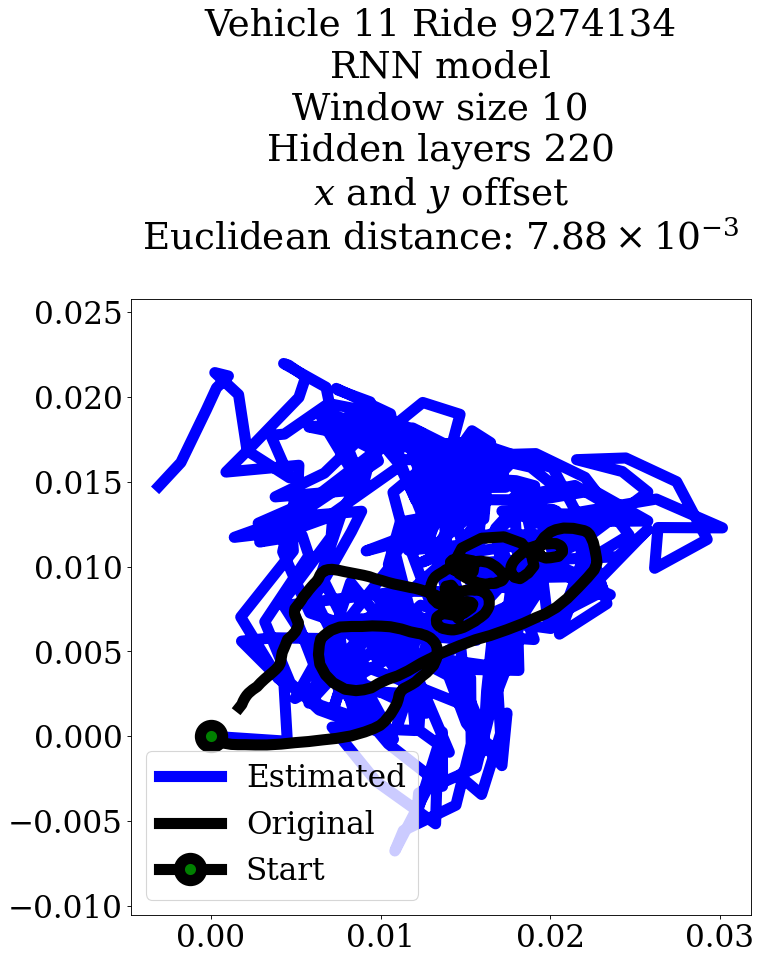 Vehicle 11 Ride 9274134
RNN model
Window size 10
Hidden layers 220
x and y offset
Euclidean distance: 7.88 × 10⁻³
0.025
0.020
0.015
0.010
0.005
0.000
−0.005
−0.010
Estimated
Original
Start
0.00 0.01 0.02 0.03